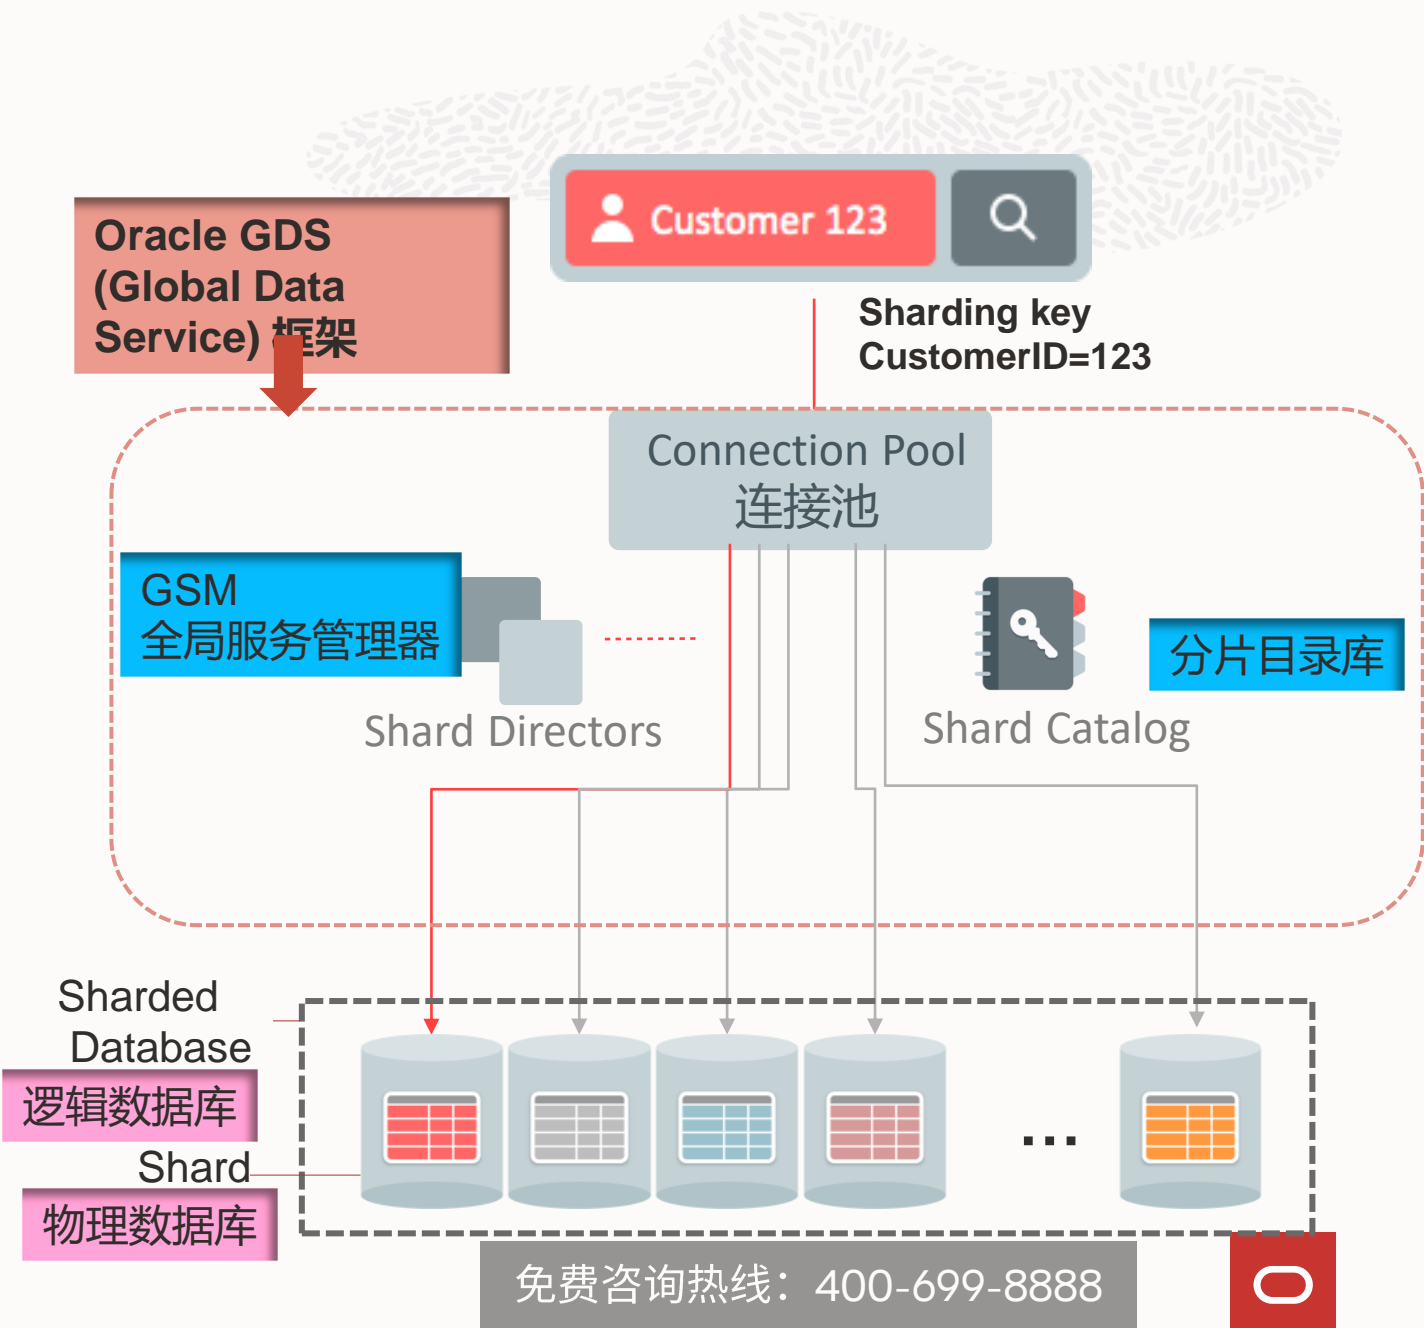 Customer 123
Oracle GDS
(Global Data
Service) 框架
Sharding key
CustomerID=123
Connection Pool
连接池
GSM
全局服务管理器
Shard Directors
Shard Catalog
分片目录库
Sharded
Database
逻辑数据库
Shard
物理数据库
...
免费咨询热线：400-699-8888